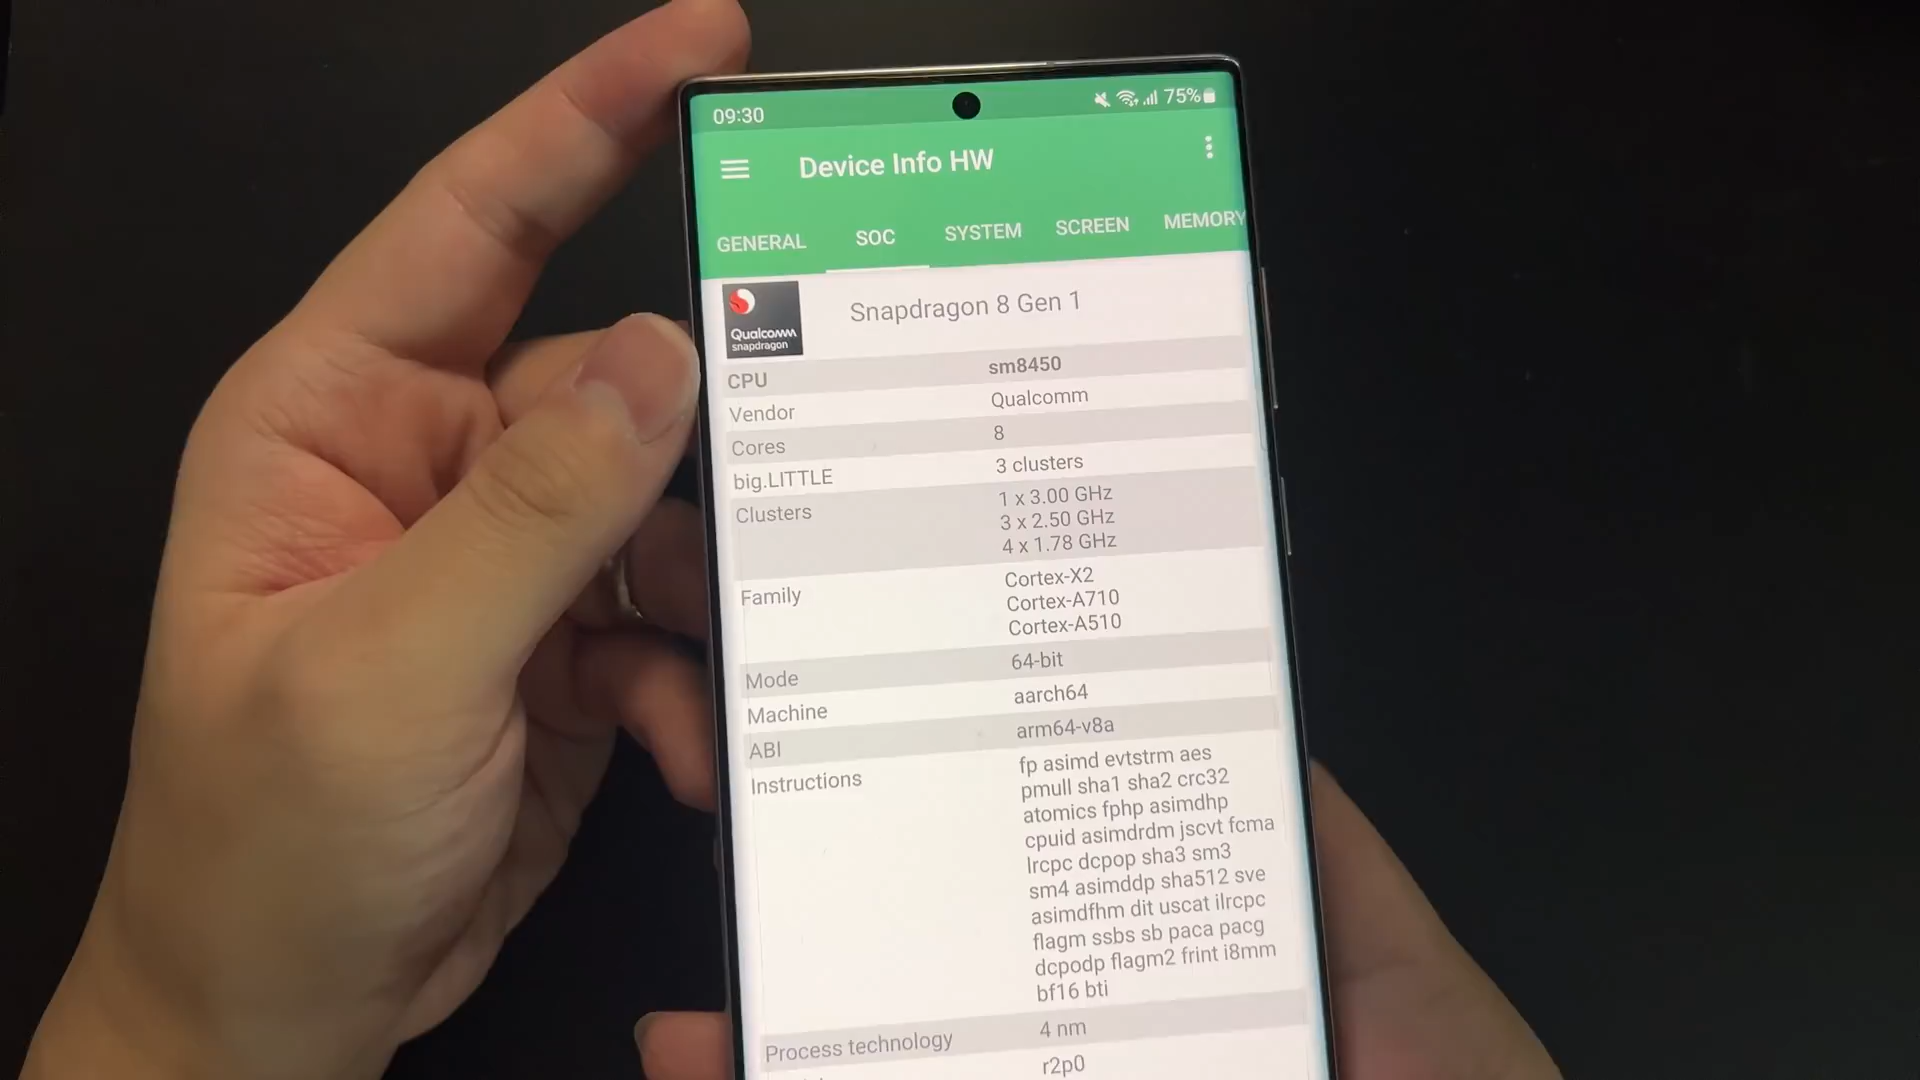 09:30
75%
Device Info HW
GENERAL SOC SYSTEM SCREEN MEMORY
Qualcomm
snapdragon
Snapdragon 8 Gen 1
CPU sm8450
Vendor Qualcomm
Cores 8
big.LITTLE 3 clusters
Clusters 1 x 3.00 GHz
3 x 2.50 GHz
4 x 1.78 GHz
Family Cortex-X2
Cortex-A710
Cortex-A510
Mode 64-bit
Machine aarch64
ABI arm64-v8a
Instructions fp asimd evtstrm aes
pmull sha1 sha2 crc32
atomics fphp asimdhp
cpuid asimdrdm jscvt fcma
lrcpc dcpop sha3 sm3
sm4 asimddp sha512 sve
asimdfhm dit uscat ilrcpc
flagm ssbs sb paca pacg
dcpodp flagm2 frint i8mm
bf16 bti
Process technology 4 nm
r2p0